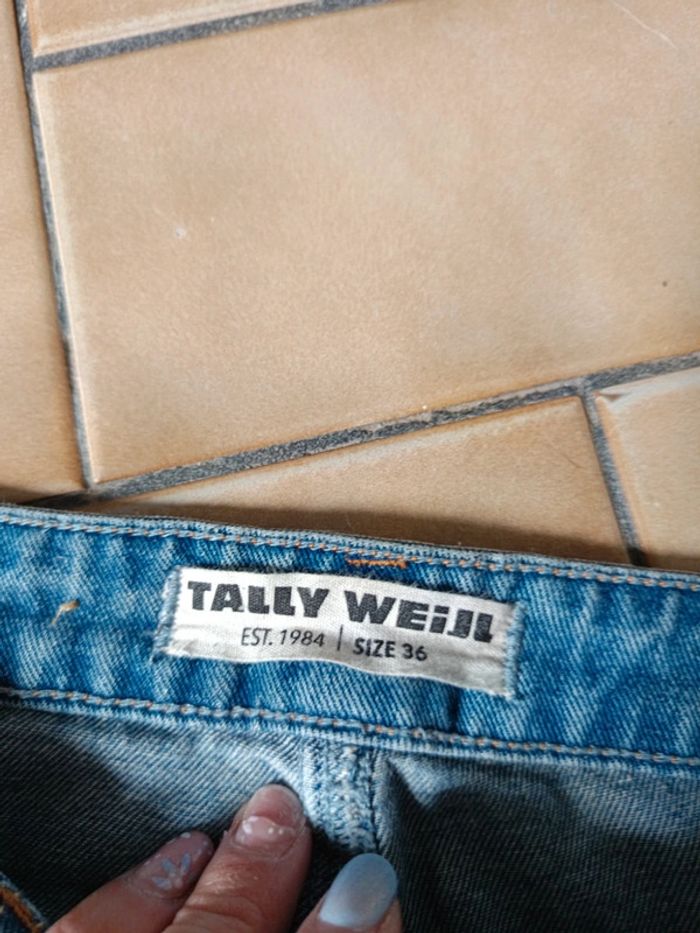 TALLY WEiJL
EST. 1984 | SIZE 36